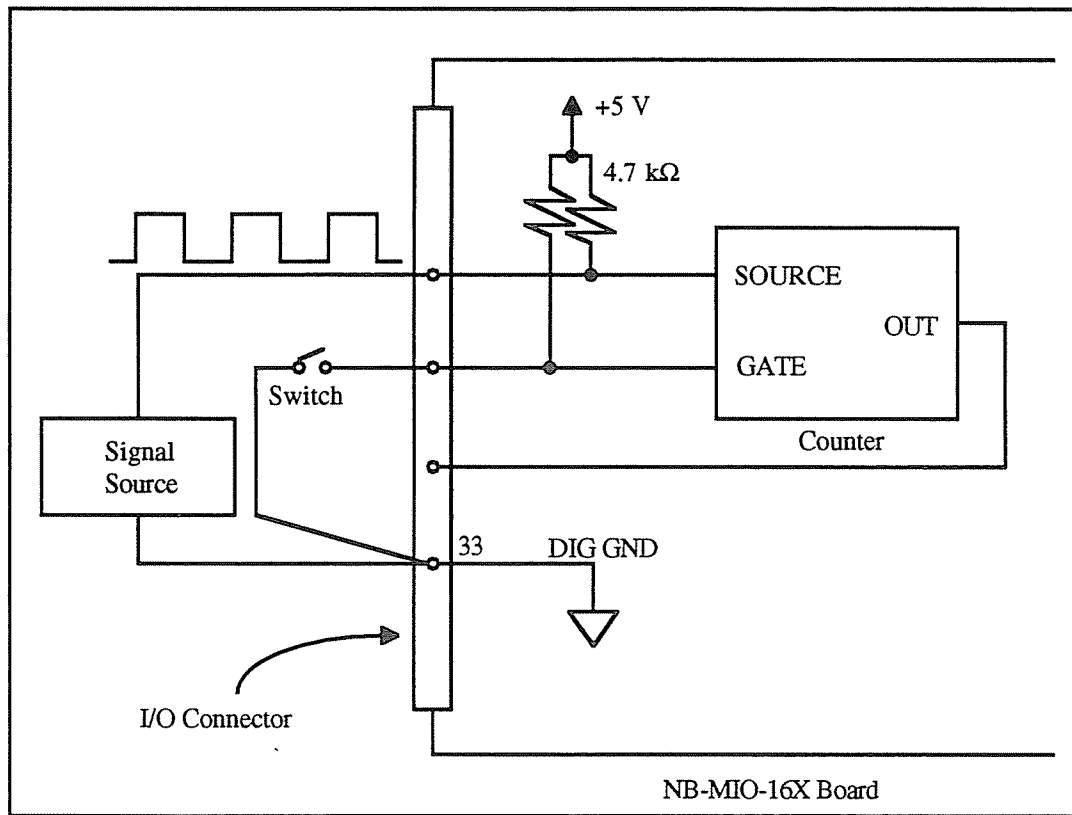 +5 V
4.7 kΩ
SOURCE
OUT
GATE
Switch
Counter
Signal
Source
33
DIG GND
I/O Connector
NB-MIO-16X Board